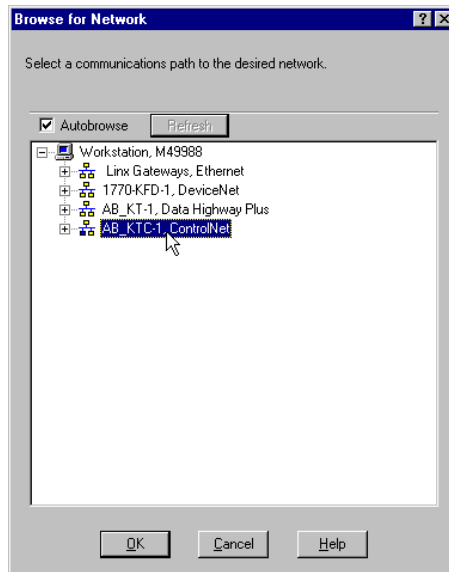 Browse for Network
Select a communications path to the desired network.
Autobrowse Refresh
Workstation, M49988
Linx Gateways, Ethernet
1770-KFD-1, DeviceNet
AB_KT-1, Data Highway Plus
AB_KTC-1, ControlNet
OK Cancel Help